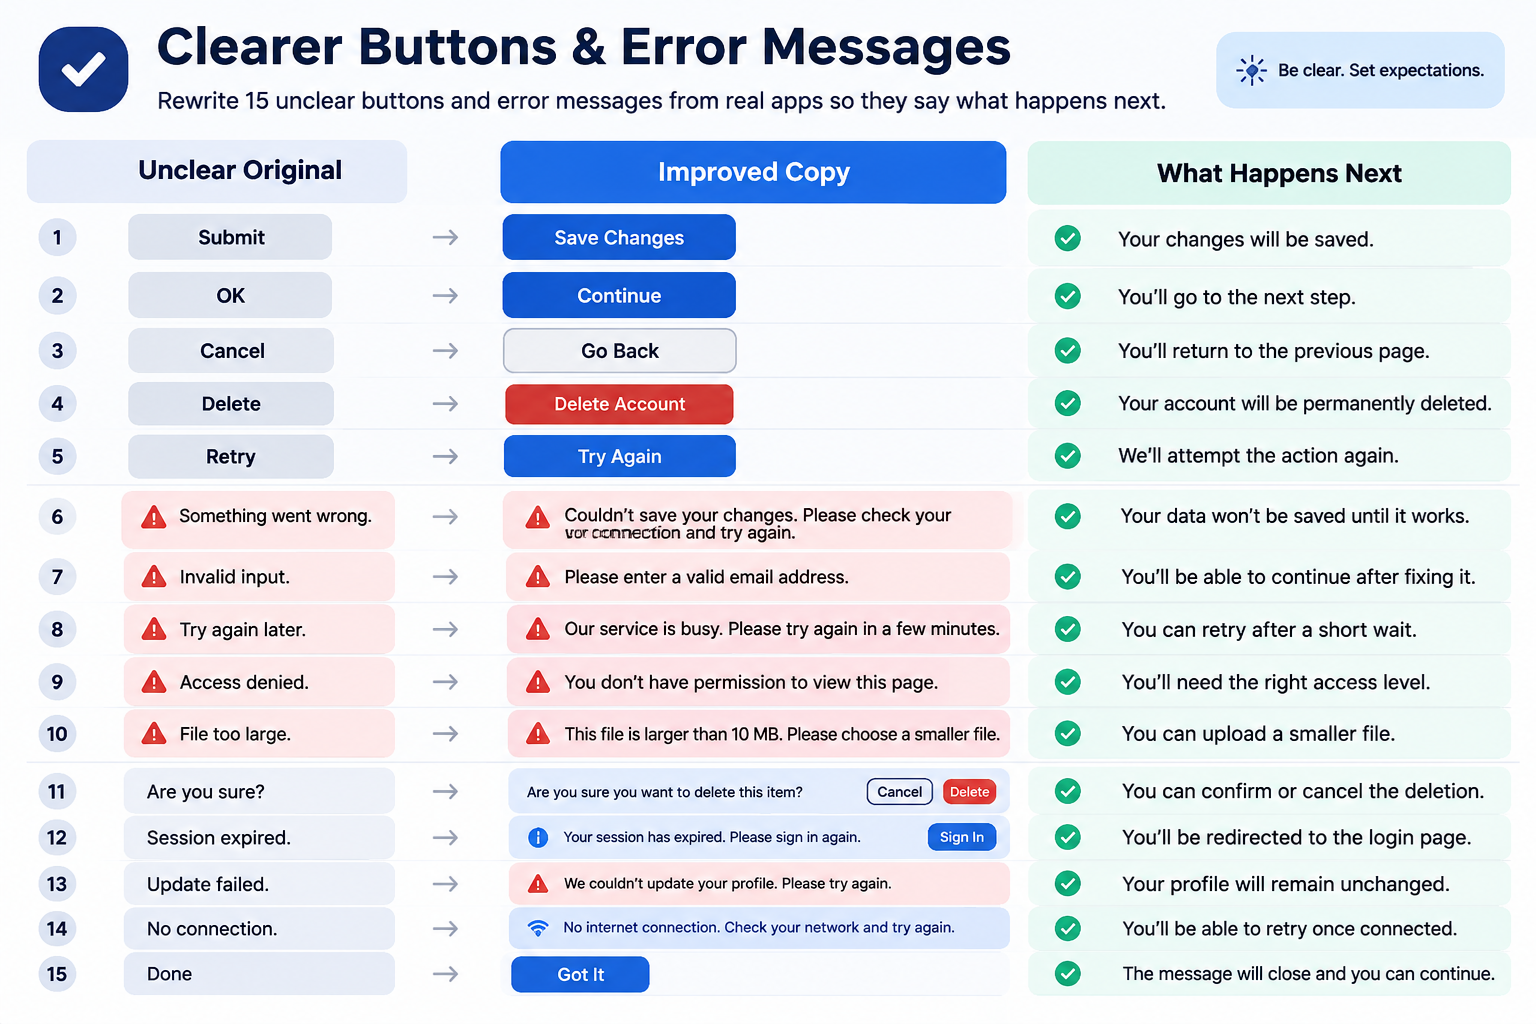 Clearer Buttons & Error Messages
Rewrite 15 unclear buttons and error messages from real apps so they say what happens next.
Be clear. Set expectations.
Unclear Original
Improved Copy
What Happens Next
1
Submit
Save Changes
Your changes will be saved.
2
OK
Continue
You'll go to the next step.
3
Cancel
Go Back
You'll return to the previous page.
4
Delete
Delete Account
Your account will be permanently deleted.
5
Retry
Try Again
We'll attempt the action again.
6
Something went wrong.
Couldn't save your changes. Please check your
connection and try again.
Your data won't be saved until it works.
7
Invalid input.
Please enter a valid email address.
You'll be able to continue after fixing it.
8
Try again later.
Our service is busy. Please try again in a few minutes.
You can retry after a short wait.
9
Access denied.
You don't have permission to view this page.
You'll need the right access level.
10
File too large.
This file is larger than 10 MB. Please choose a smaller file.
You can upload a smaller file.
11
Are you sure?
Are you sure you want to delete this item?
Cancel
Delete
You can confirm or cancel the deletion.
12
Session expired.
Your session has expired. Please sign in again.
Sign In
You'll be redirected to the login page.
13
Update failed.
We couldn't update your profile. Please try again.
Your profile will remain unchanged.
14
No connection.
No internet connection. Check your network and try again.
You'll be able to retry once connected.
15
Done
Got It
The message will close and you can continue.